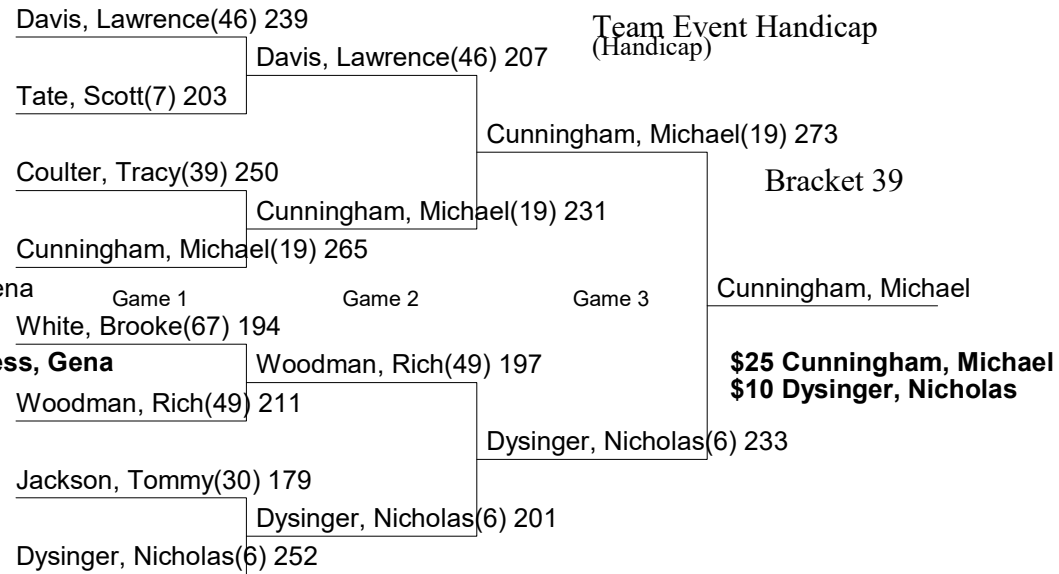 Davis, Lawrence(46) 239
Team Event Handicap
(Handicap)
Davis, Lawrence(46) 207
Tate, Scott(7) 203
Cunningham, Michael(19) 273
Coulter, Tracy(39) 250
Bracket 39
Cunningham, Michael(19) 231
Cunningham, Michael(19) 265
ena
Game 1
Game 2
Game 3
Cunningham, Michael
White, Brooke(67) 194
ess, Gena
Woodman, Rich(49) 197
$25 Cunningham, Michael
$10 Dysinger, Nicholas
Woodman, Rich(49) 211
Dysinger, Nicholas(6) 233
Jackson, Tommy(30) 179
Dysinger, Nicholas(6) 201
Dysinger, Nicholas(6) 252